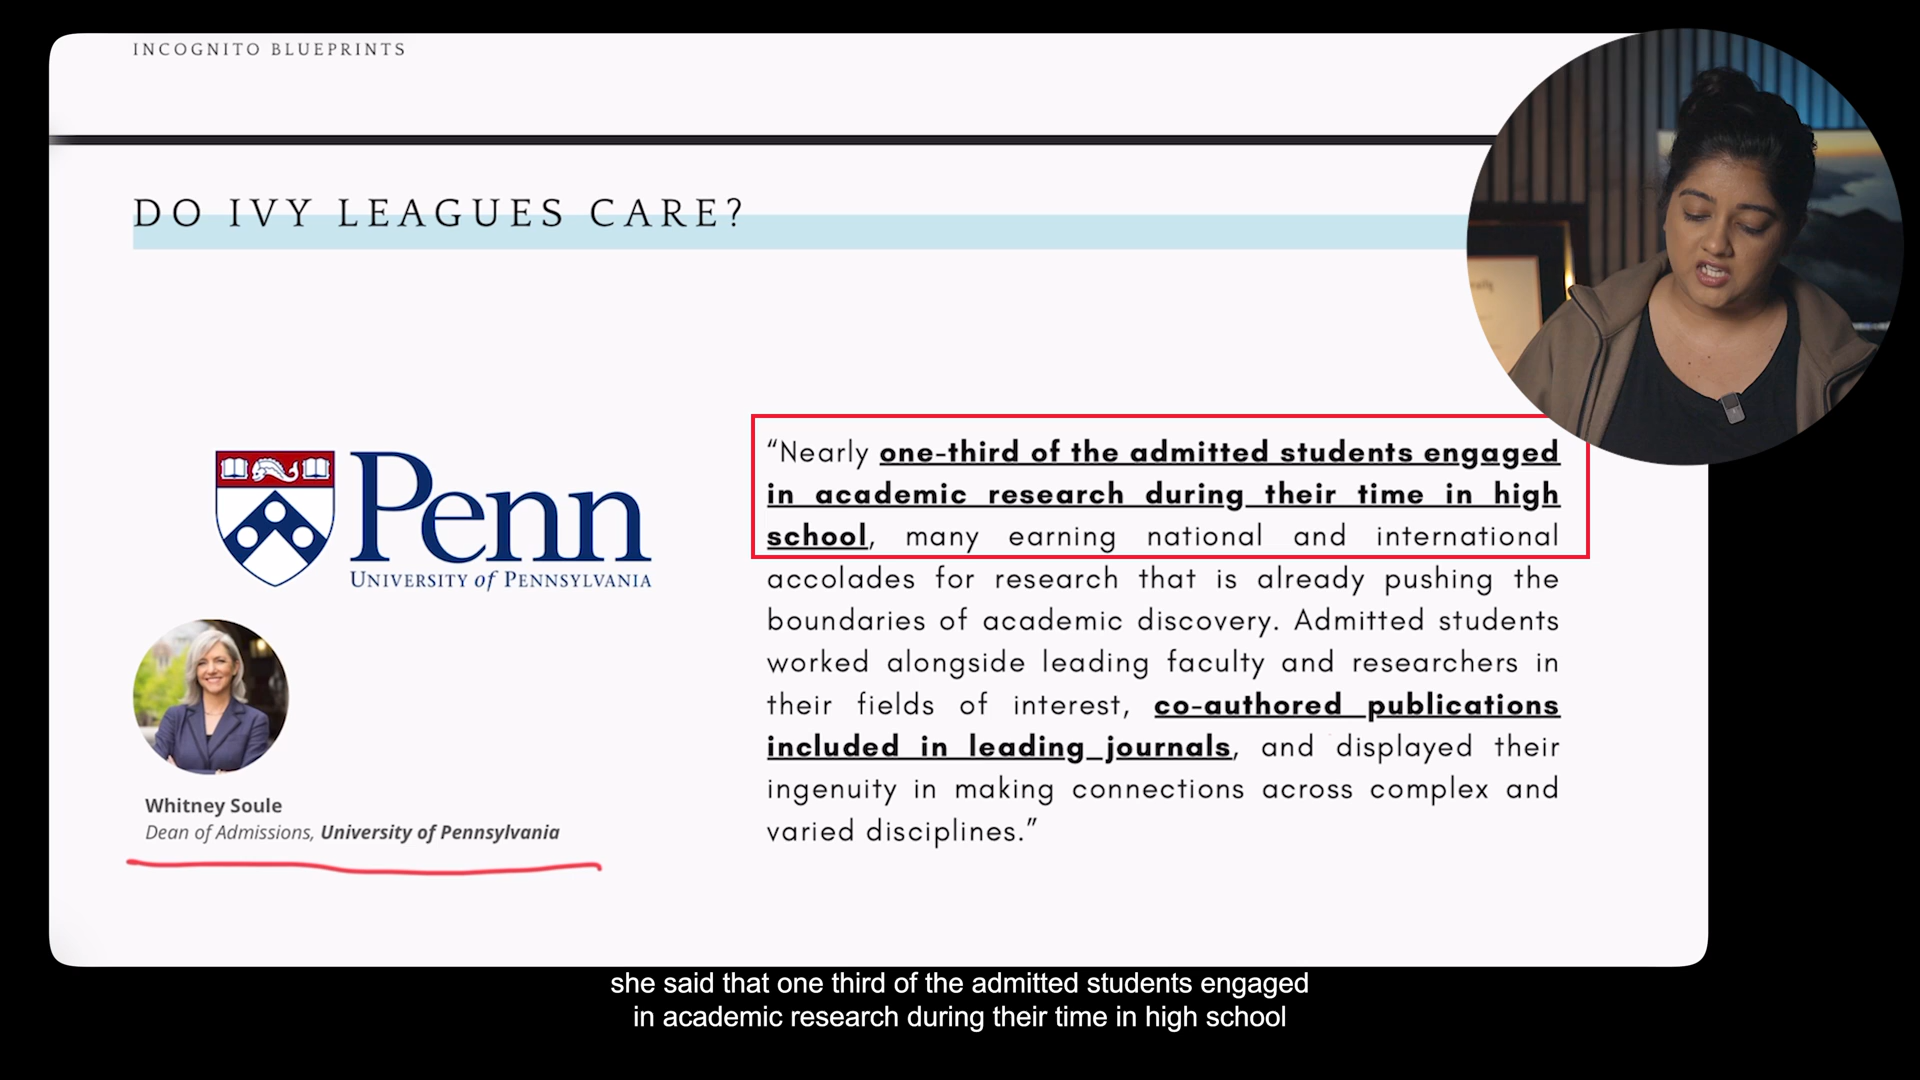 INCOGNITO BLUEPRINTS
DO IVY LEAGUES CARE?
Penn
UNIVERSITY of PENNSYLVANIA
Whitney Soule
Dean of Admissions, University of Pennsylvania
“Nearly one-third of the admitted students engaged
in academic research during their time in high
school, many earning national and international
accolades for research that is already pushing the
boundaries of academic discovery. Admitted students
worked alongside leading faculty and researchers in
their fields of interest, co-authored publications
included in leading journals, and displayed their
ingenuity in making connections across complex and
varied disciplines.”
she said that one third of the admitted students engaged
in academic research during their time in high school